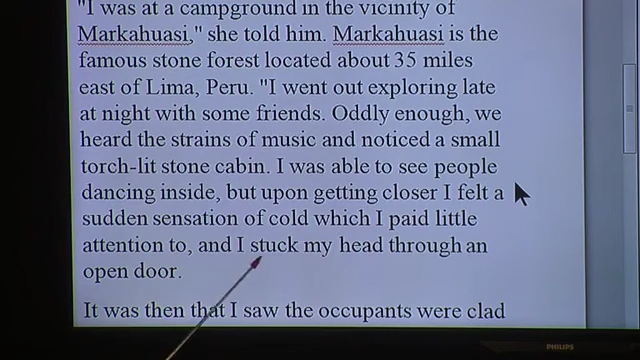 "I was at a campground in the vicinity of
Markahuasi," she told him. Markahuasi is the
famous stone forest located about 35 miles
east of Lima, Peru. "I went out exploring late
at night with some friends. Oddly enough, we
heard the strains of music and noticed a small
torch-lit stone cabin. I was able to see people
dancing inside, but upon getting closer I felt a
sudden sensation of cold which I paid little
attention to, and I stuck my head through an
open door.
It was then that I saw the occupants were clad
PHILIPS